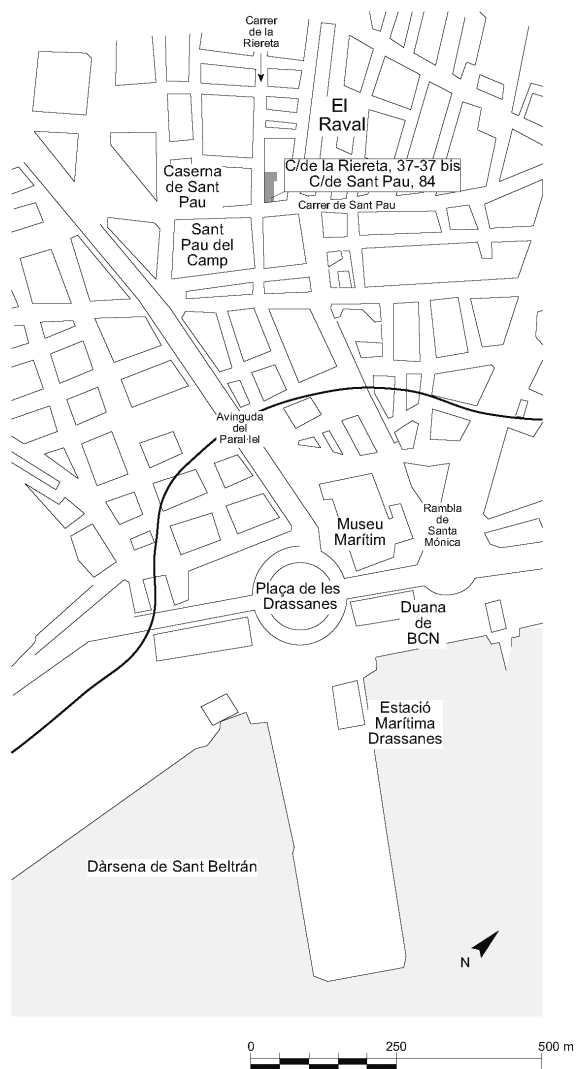 Carrer
de la
Riereta
El
Raval
C/de la Riereta, 37-37 bis
C/de Sant Pau, 84
Caserna
de Sant
Pau
Carrer de Sant Pau
Sant
Pau del
Camp
Avinguda
del
Paral·lel
Museu
Marítim
Rambla
de
Santa
Mónica
Plaça de les
Drassanes
Duana
de
BCN
Estació
Marítima
Drassanes
Dàrsena de Sant Beltrán
N
0 250 500 m